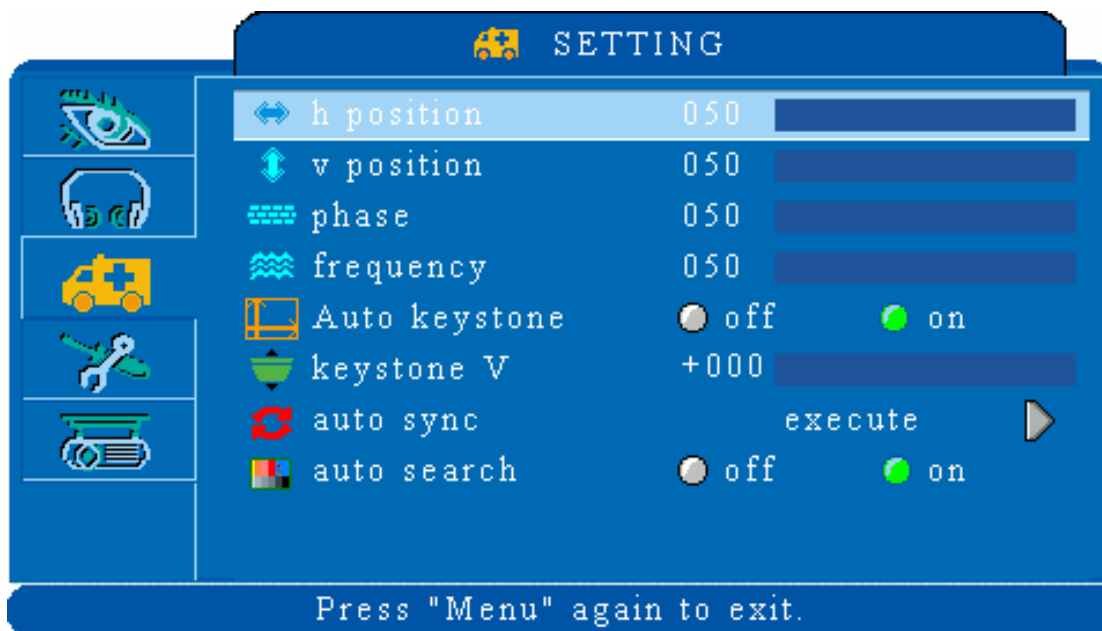 SETTING
h position 050
v position 050
phase 050
frequency 050
Auto keystone off on
keystone V +000
auto sync execute
auto search off on
Press "Menu" again to exit.